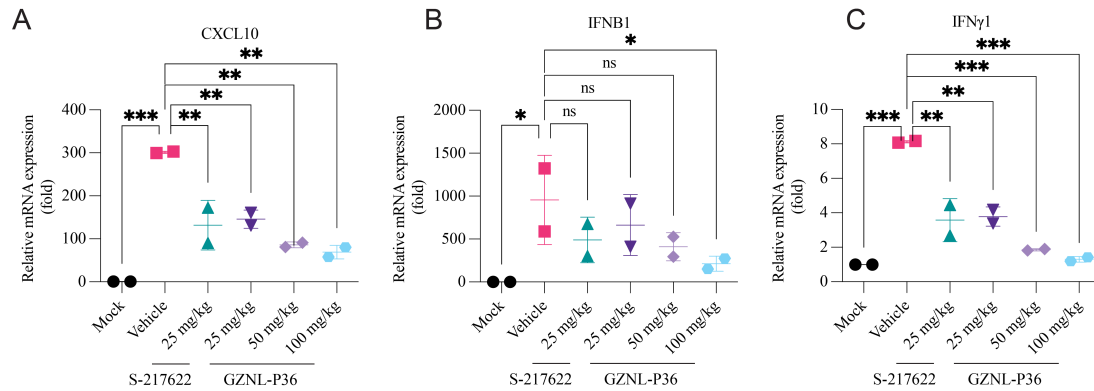 A
CXCL10
**
**
**
***
**
Relative mRNA expression
(fold)
400
300
200
100
0
Mock
Vehicle
25 mg/kg
25 mg/kg
50 mg/kg
100 mg/kg
S-217622
GZNL-P36
B
IFNB1
*
ns
ns
*
ns
Relative mRNA expression
(fold)
2000
1500
1000
500
0
Mock
Vehicle
25 mg/kg
25 mg/kg
50 mg/kg
100 mg/kg
S-217622
GZNL-P36
C
IFNγ1
***
***
**
***
**
Relative mRNA expression
(fold)
10
8
6
4
2
0
Mock
Vehicle
25 mg/kg
25 mg/kg
50 mg/kg
100 mg/kg
S-217622
GZNL-P36